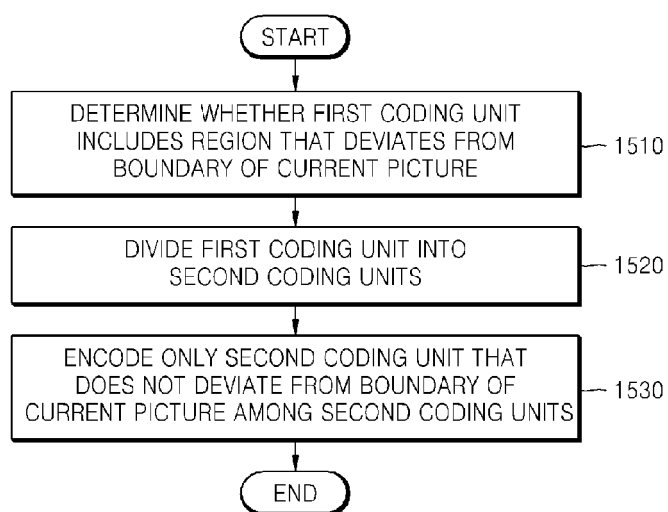 START
DETERMINE WHETHER FIRST CODING UNIT
INCLUDES REGION THAT DEVIATES FROM
BOUNDARY OF CURRENT PICTURE
1510
DIVIDE FIRST CODING UNIT INTO
SECOND CODING UNITS
1520
ENCODE ONLY SECOND CODING UNIT THAT
DOES NOT DEVIATE FROM BOUNDARY OF
CURRENT PICTURE AMONG SECOND CODING UNITS
1530
END